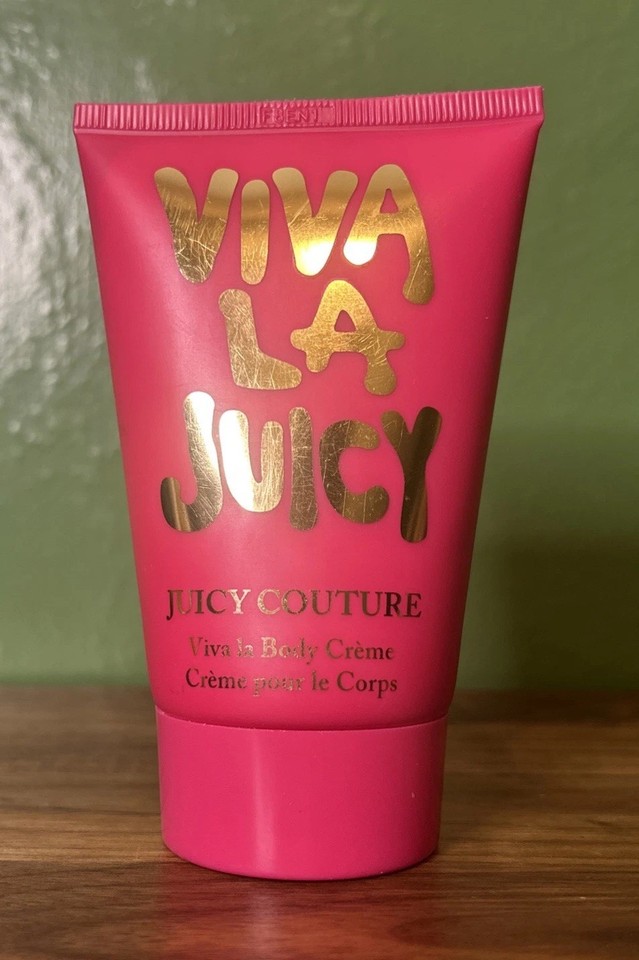 VIVA
LA
JUICY
JUICY COUTURE
Viva la Body Crème
Crème pour le Corps